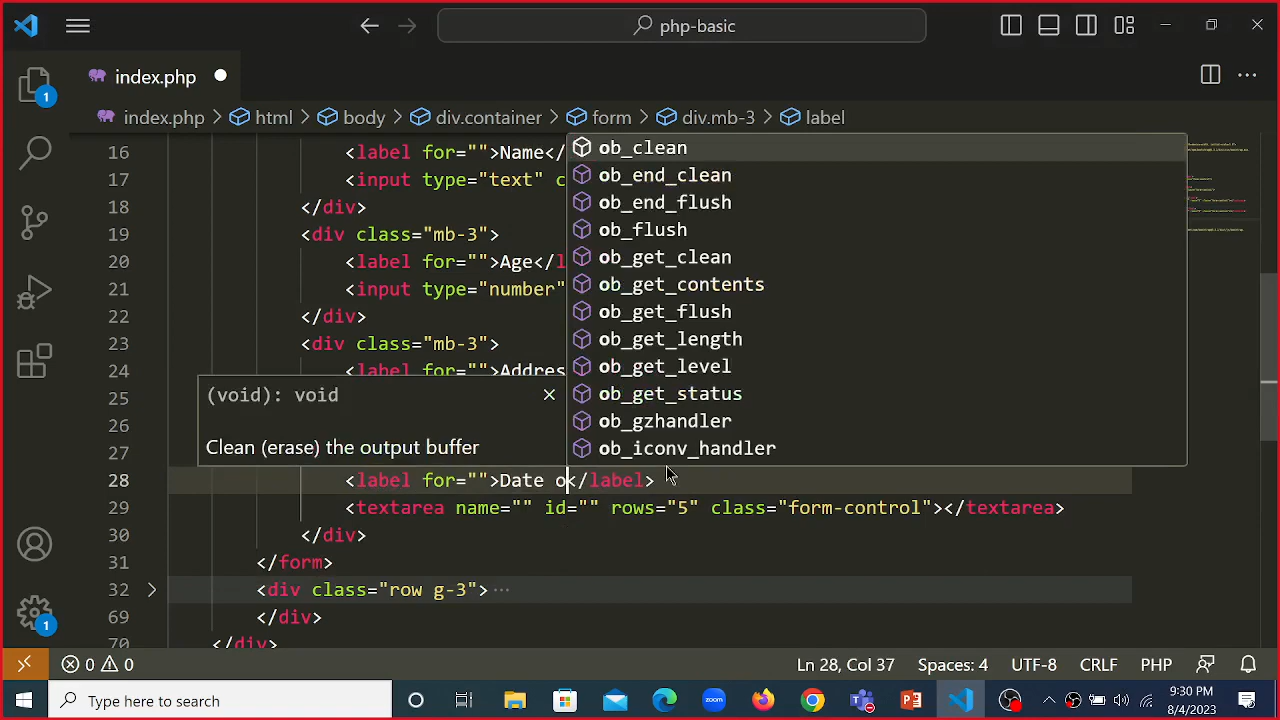 php-basic
index.php
index.php > html > body > div.container > form > div.mb-3 > label
16 <label for="">Name</
17 <input type="text" c
18 </div>
19 <div class="mb-3">
20 <label for="">Age</l
21 <input type="number"
22 </div>
23 <div class="mb-3">
24 <label for="">Addres
25
26
27
28 <label for="">Date o</label>
29 <textarea name="" id="" rows="5" class="form-control"></textarea>
30 </div>
31 </form>
32 <div class="row g-3"> ···
69 </div>
70 </div>
ob_clean
ob_end_clean
ob_end_flush
ob_flush
ob_get_clean
ob_get_contents
ob_get_flush
ob_get_length
ob_get_level
ob_get_status
ob_gzhandler
ob_iconv_handler
(void): void
Clean (erase) the output buffer
1
1
0 0 Ln 28, Col 37 Spaces: 4 UTF-8 CRLF PHP
Type here to search
zoom
9:30 PM
8/4/2023